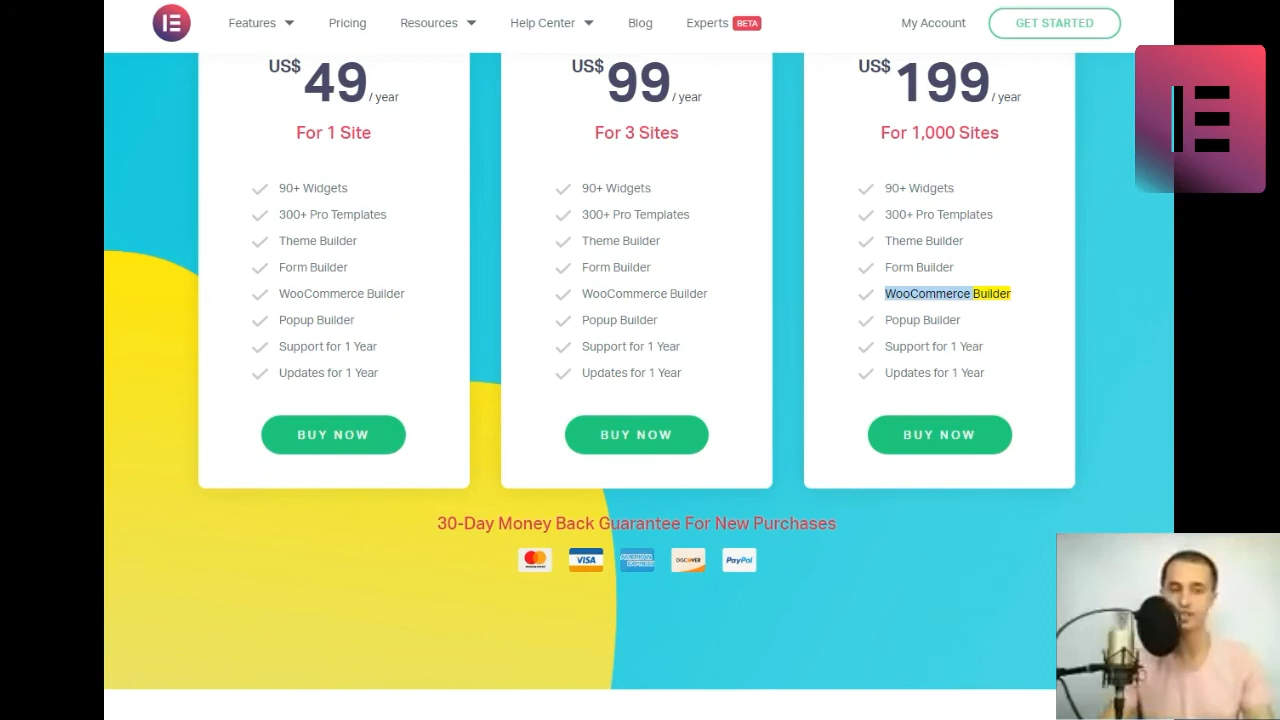 Features Pricing Resources Help Center Blog Experts BETA My Account GET STARTED
US$ 49 / year
For 1 Site
90+ Widgets
300+ Pro Templates
Theme Builder
Form Builder
WooCommerce Builder
Popup Builder
Support for 1 Year
Updates for 1 Year
BUY NOW
US$ 99 / year
For 3 Sites
90+ Widgets
300+ Pro Templates
Theme Builder
Form Builder
WooCommerce Builder
Popup Builder
Support for 1 Year
Updates for 1 Year
BUY NOW
US$ 199 / year
For 1,000 Sites
90+ Widgets
300+ Pro Templates
Theme Builder
Form Builder
WooCommerce Builder
Popup Builder
Support for 1 Year
Updates for 1 Year
BUY NOW
30-Day Money Back Guarantee For New Purchases
VISA AMERICAN EXPRESS DISCOVER PayPal